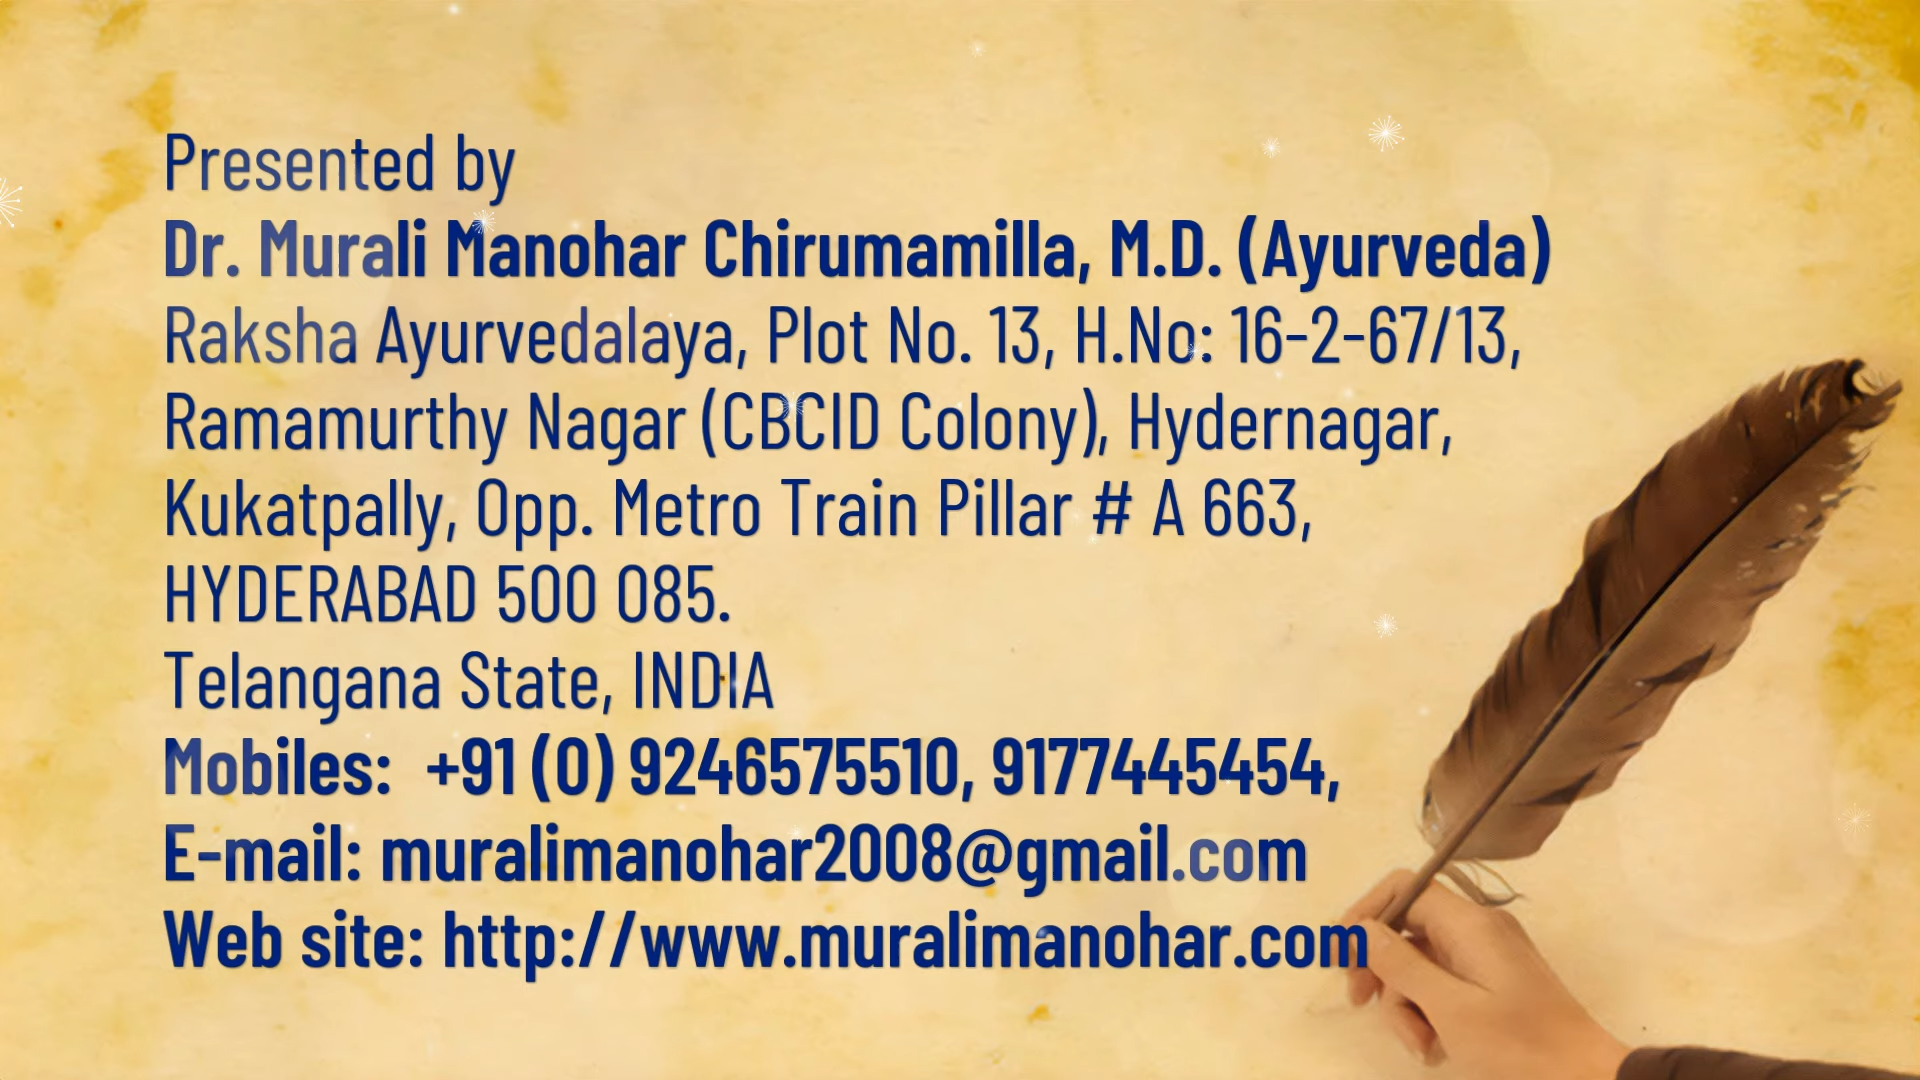 Presented by
Dr. Murali Manohar Chirumamilla, M.D. (Ayurveda)
Raksha Ayurvedalaya, Plot No. 13, H.No: 16-2-67/13,
Ramamurthy Nagar (CBCID Colony), Hydernagar,
Kukatpally, Opp. Metro Train Pillar # A 663,
HYDERABAD 500 085.
Telangana State, INDIA
Mobiles:  +91 (0) 9246575510, 9177445454,
E-mail: muralimanohar2008@gmail.com
Web site: http://www.muralimanohar.com